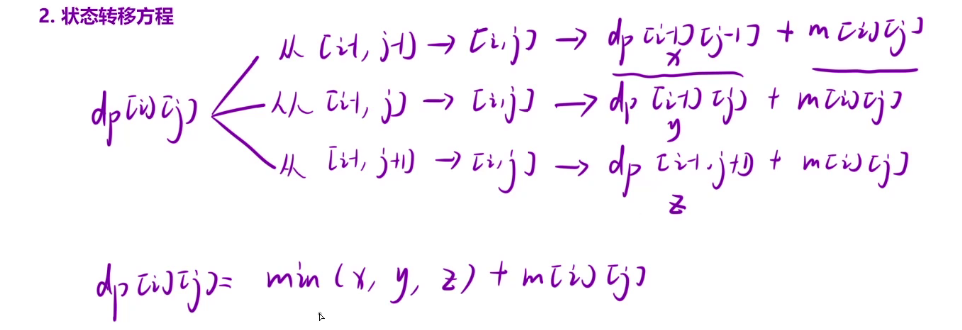 2. 状态转移方程
从 [i-1, j-1] → [i, j] → dp [i-1] [j-1] + m[i][j]
x
dp[i][j] 从 [i-1, j] → [i, j] → dp [i-1] [j] + m[i][j]
y
从 [i-1, j+1] → [i, j] → dp [i-1, j+1] + m[i][j]
z
dp[i][j] = min (x, y, z) + m[i][j]